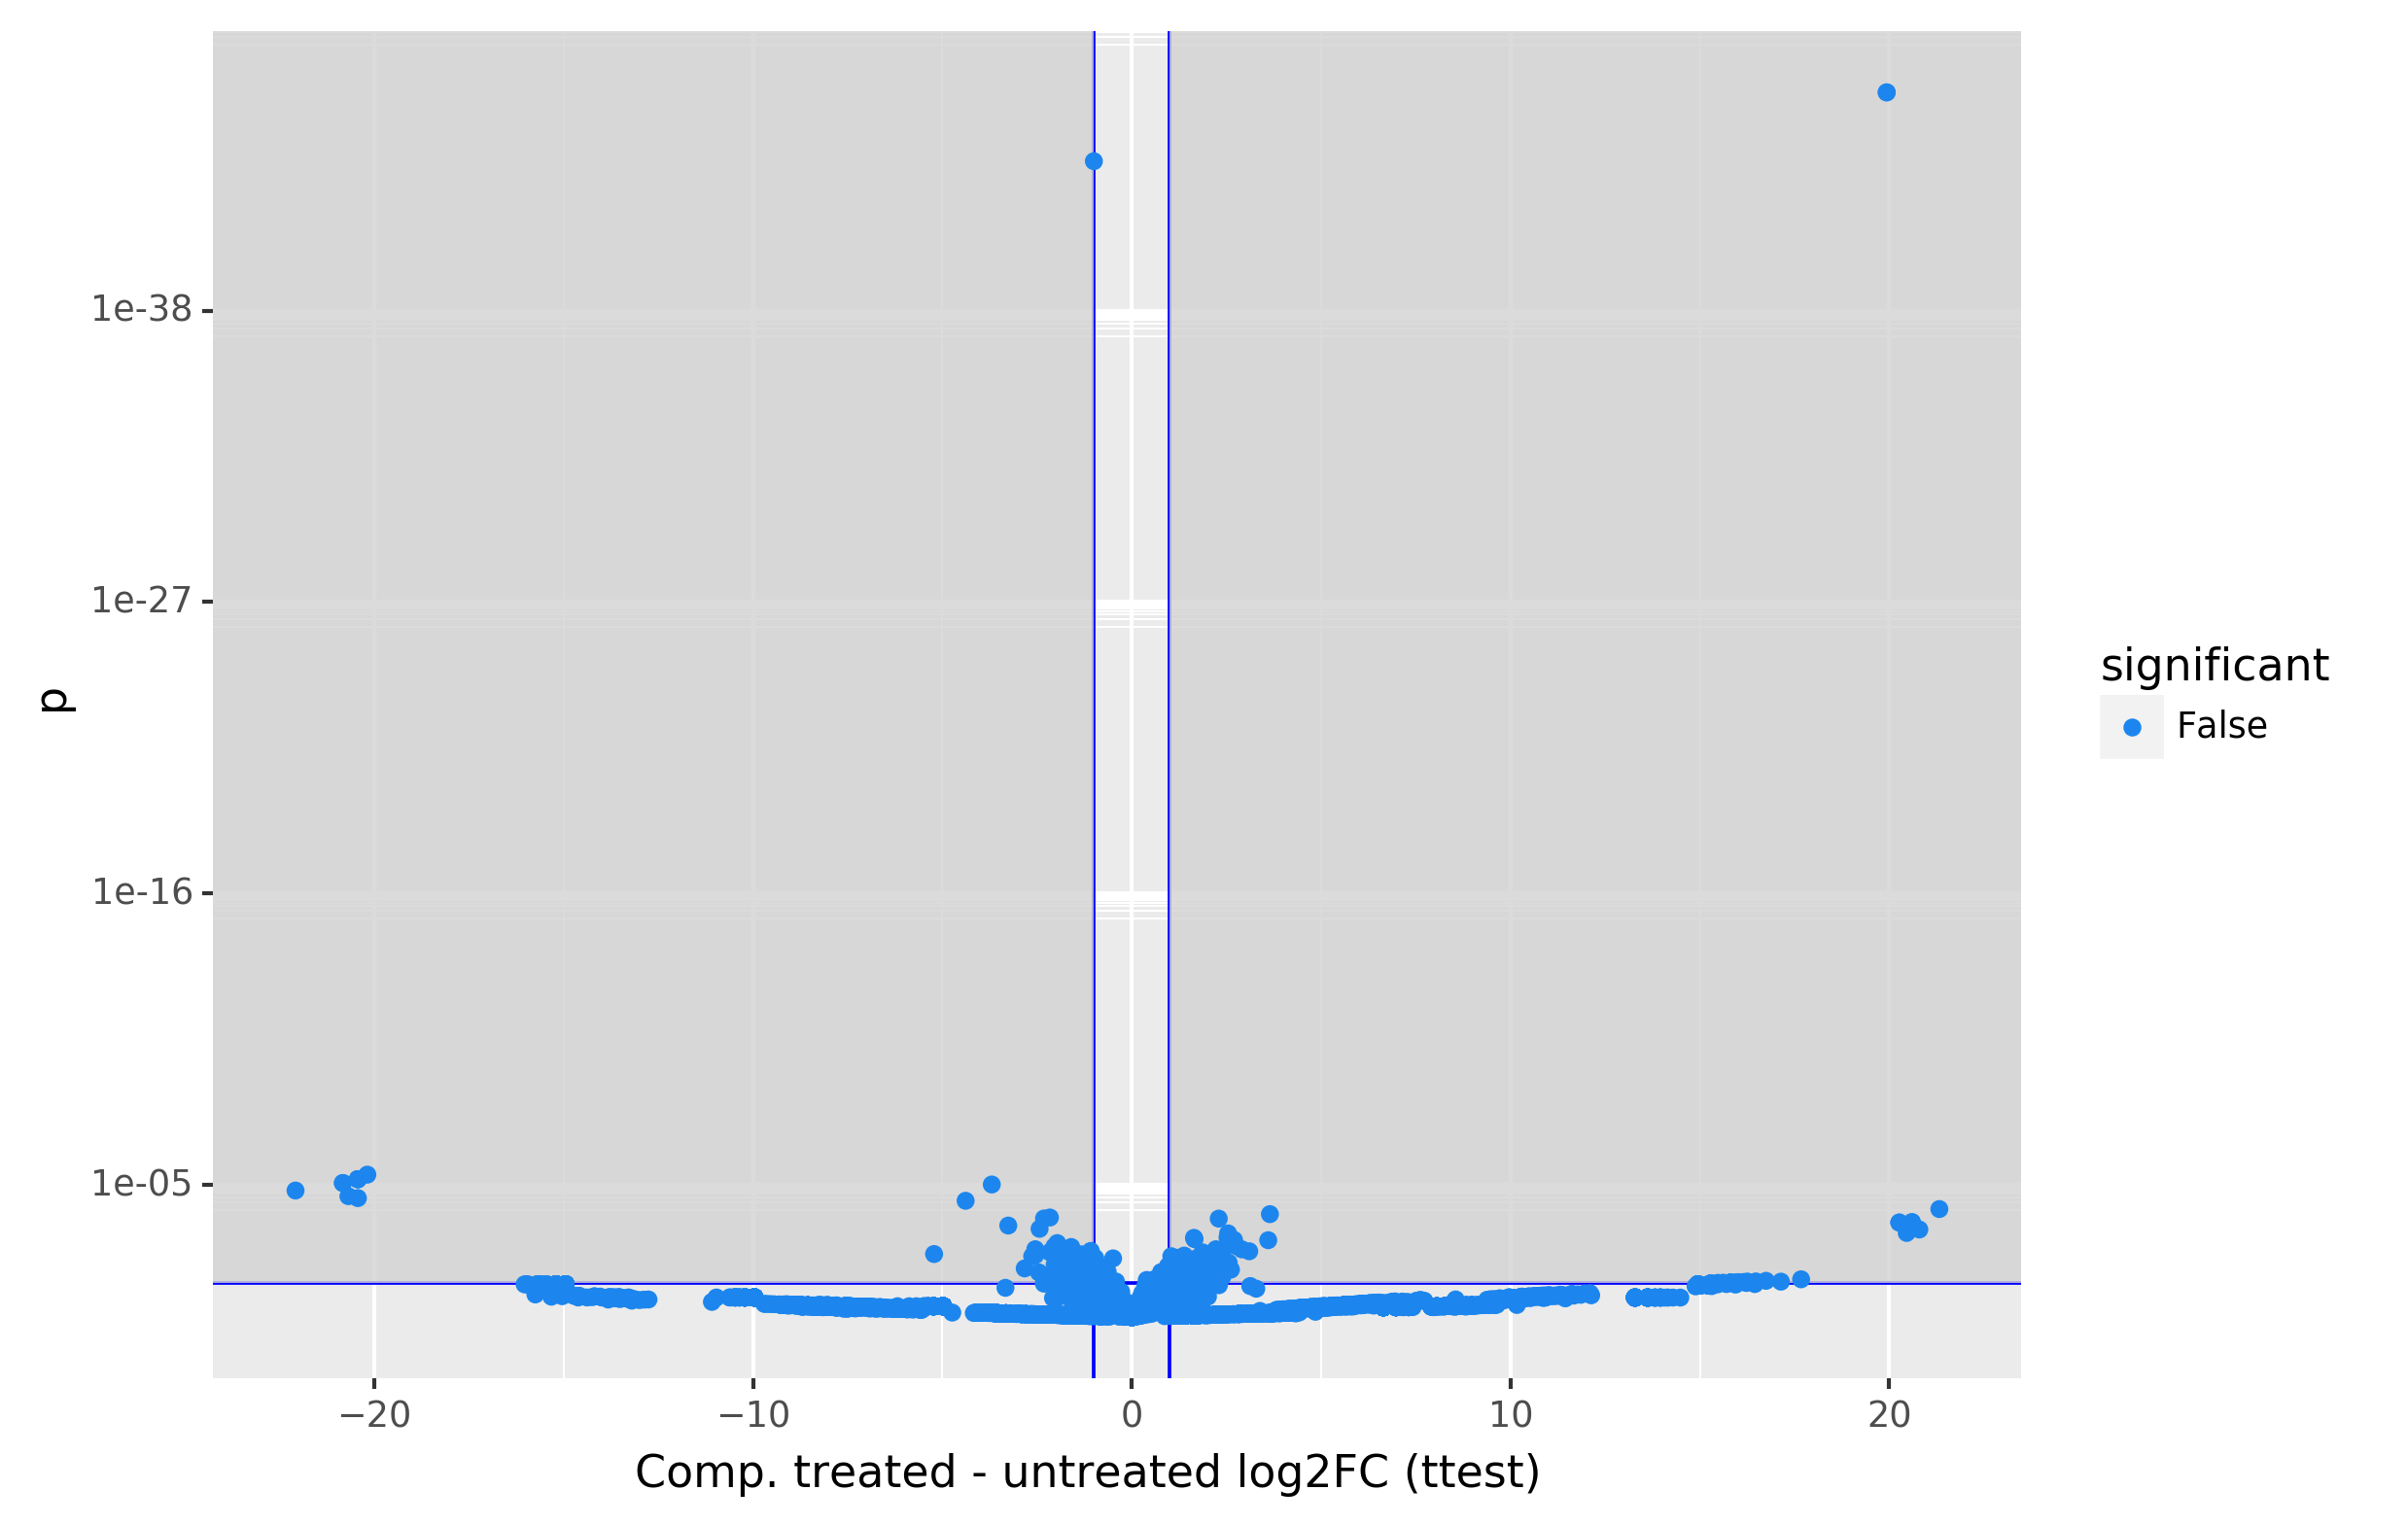 p
1e-38
1e-27
1e-16
1e-05
−20
−10
0
10
20
Comp. treated - untreated log2FC (ttest)
significant
False